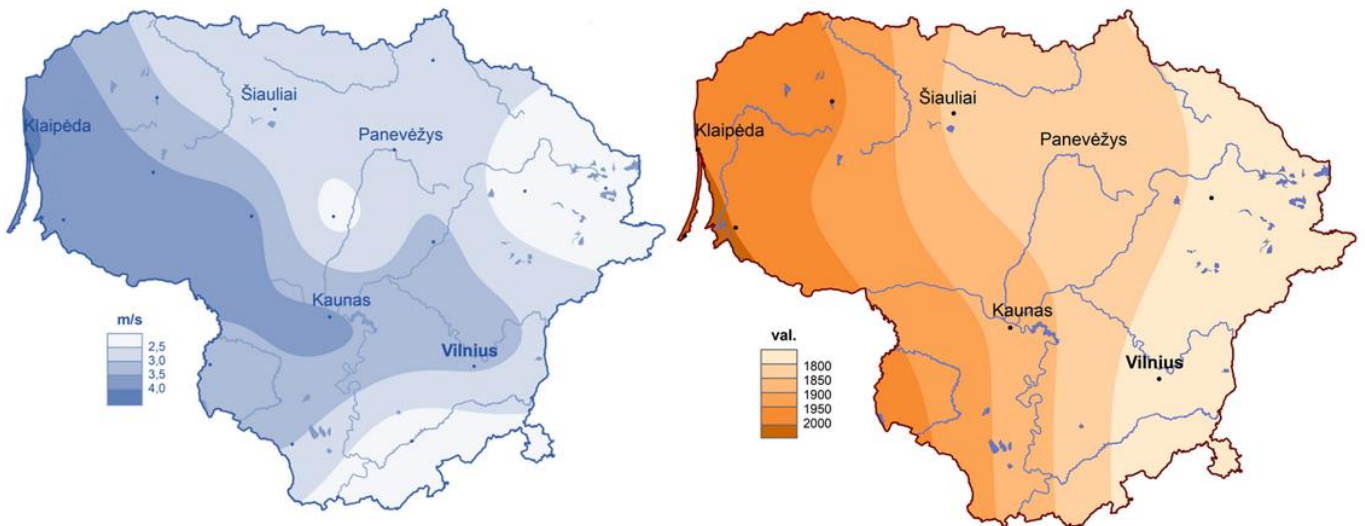 Šiauliai
Klaipėda
Panevėžys
Kaunas
m/s
2,5
3,0
3,5
4,0
Vilnius
Šiauliai
Klaipėda
Panevėžys
Kaunas
val.
1800
1850
1900
1950
2000
Vilnius